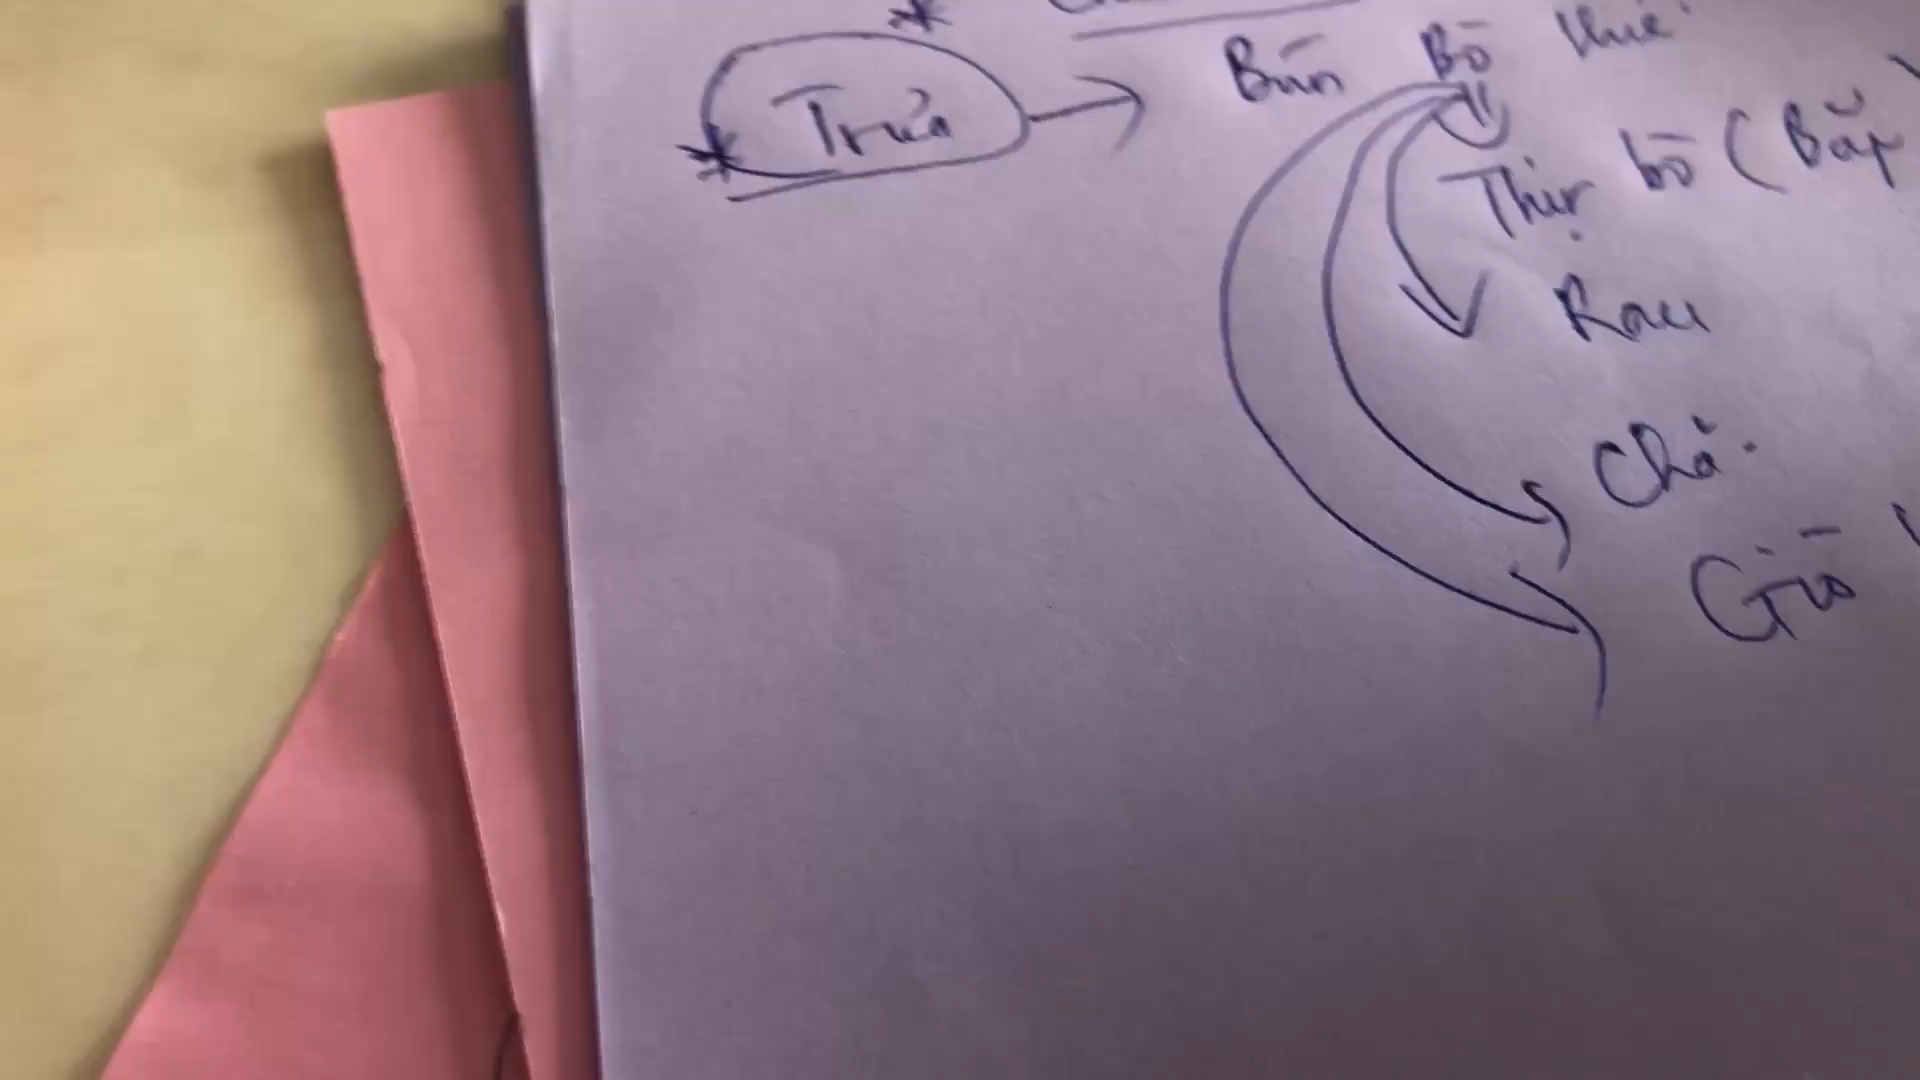 Trưa → Bún Bò Huế
Thịt bò (Bắp
Rau
Chả
Giò